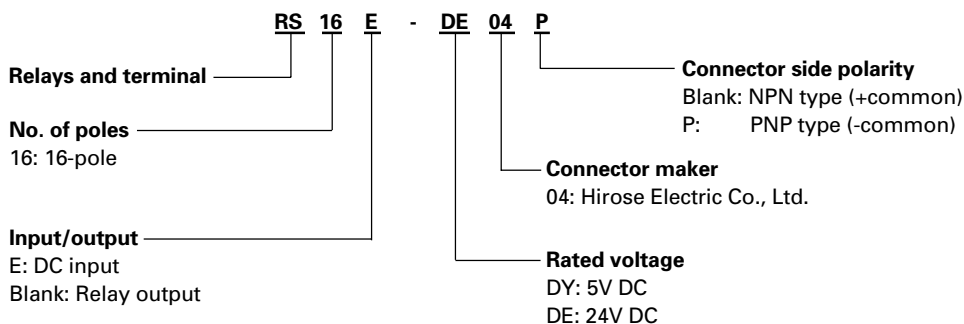 RS 16 E - DE 04 P
Relays and terminal
No. of poles
16: 16-pole
Input/output
E: DC input
Blank: Relay output
Connector side polarity
Blank: NPN type (+common)
P: PNP type (-common)
Connector maker
04: Hirose Electric Co., Ltd.
Rated voltage
DY: 5V DC
DE: 24V DC